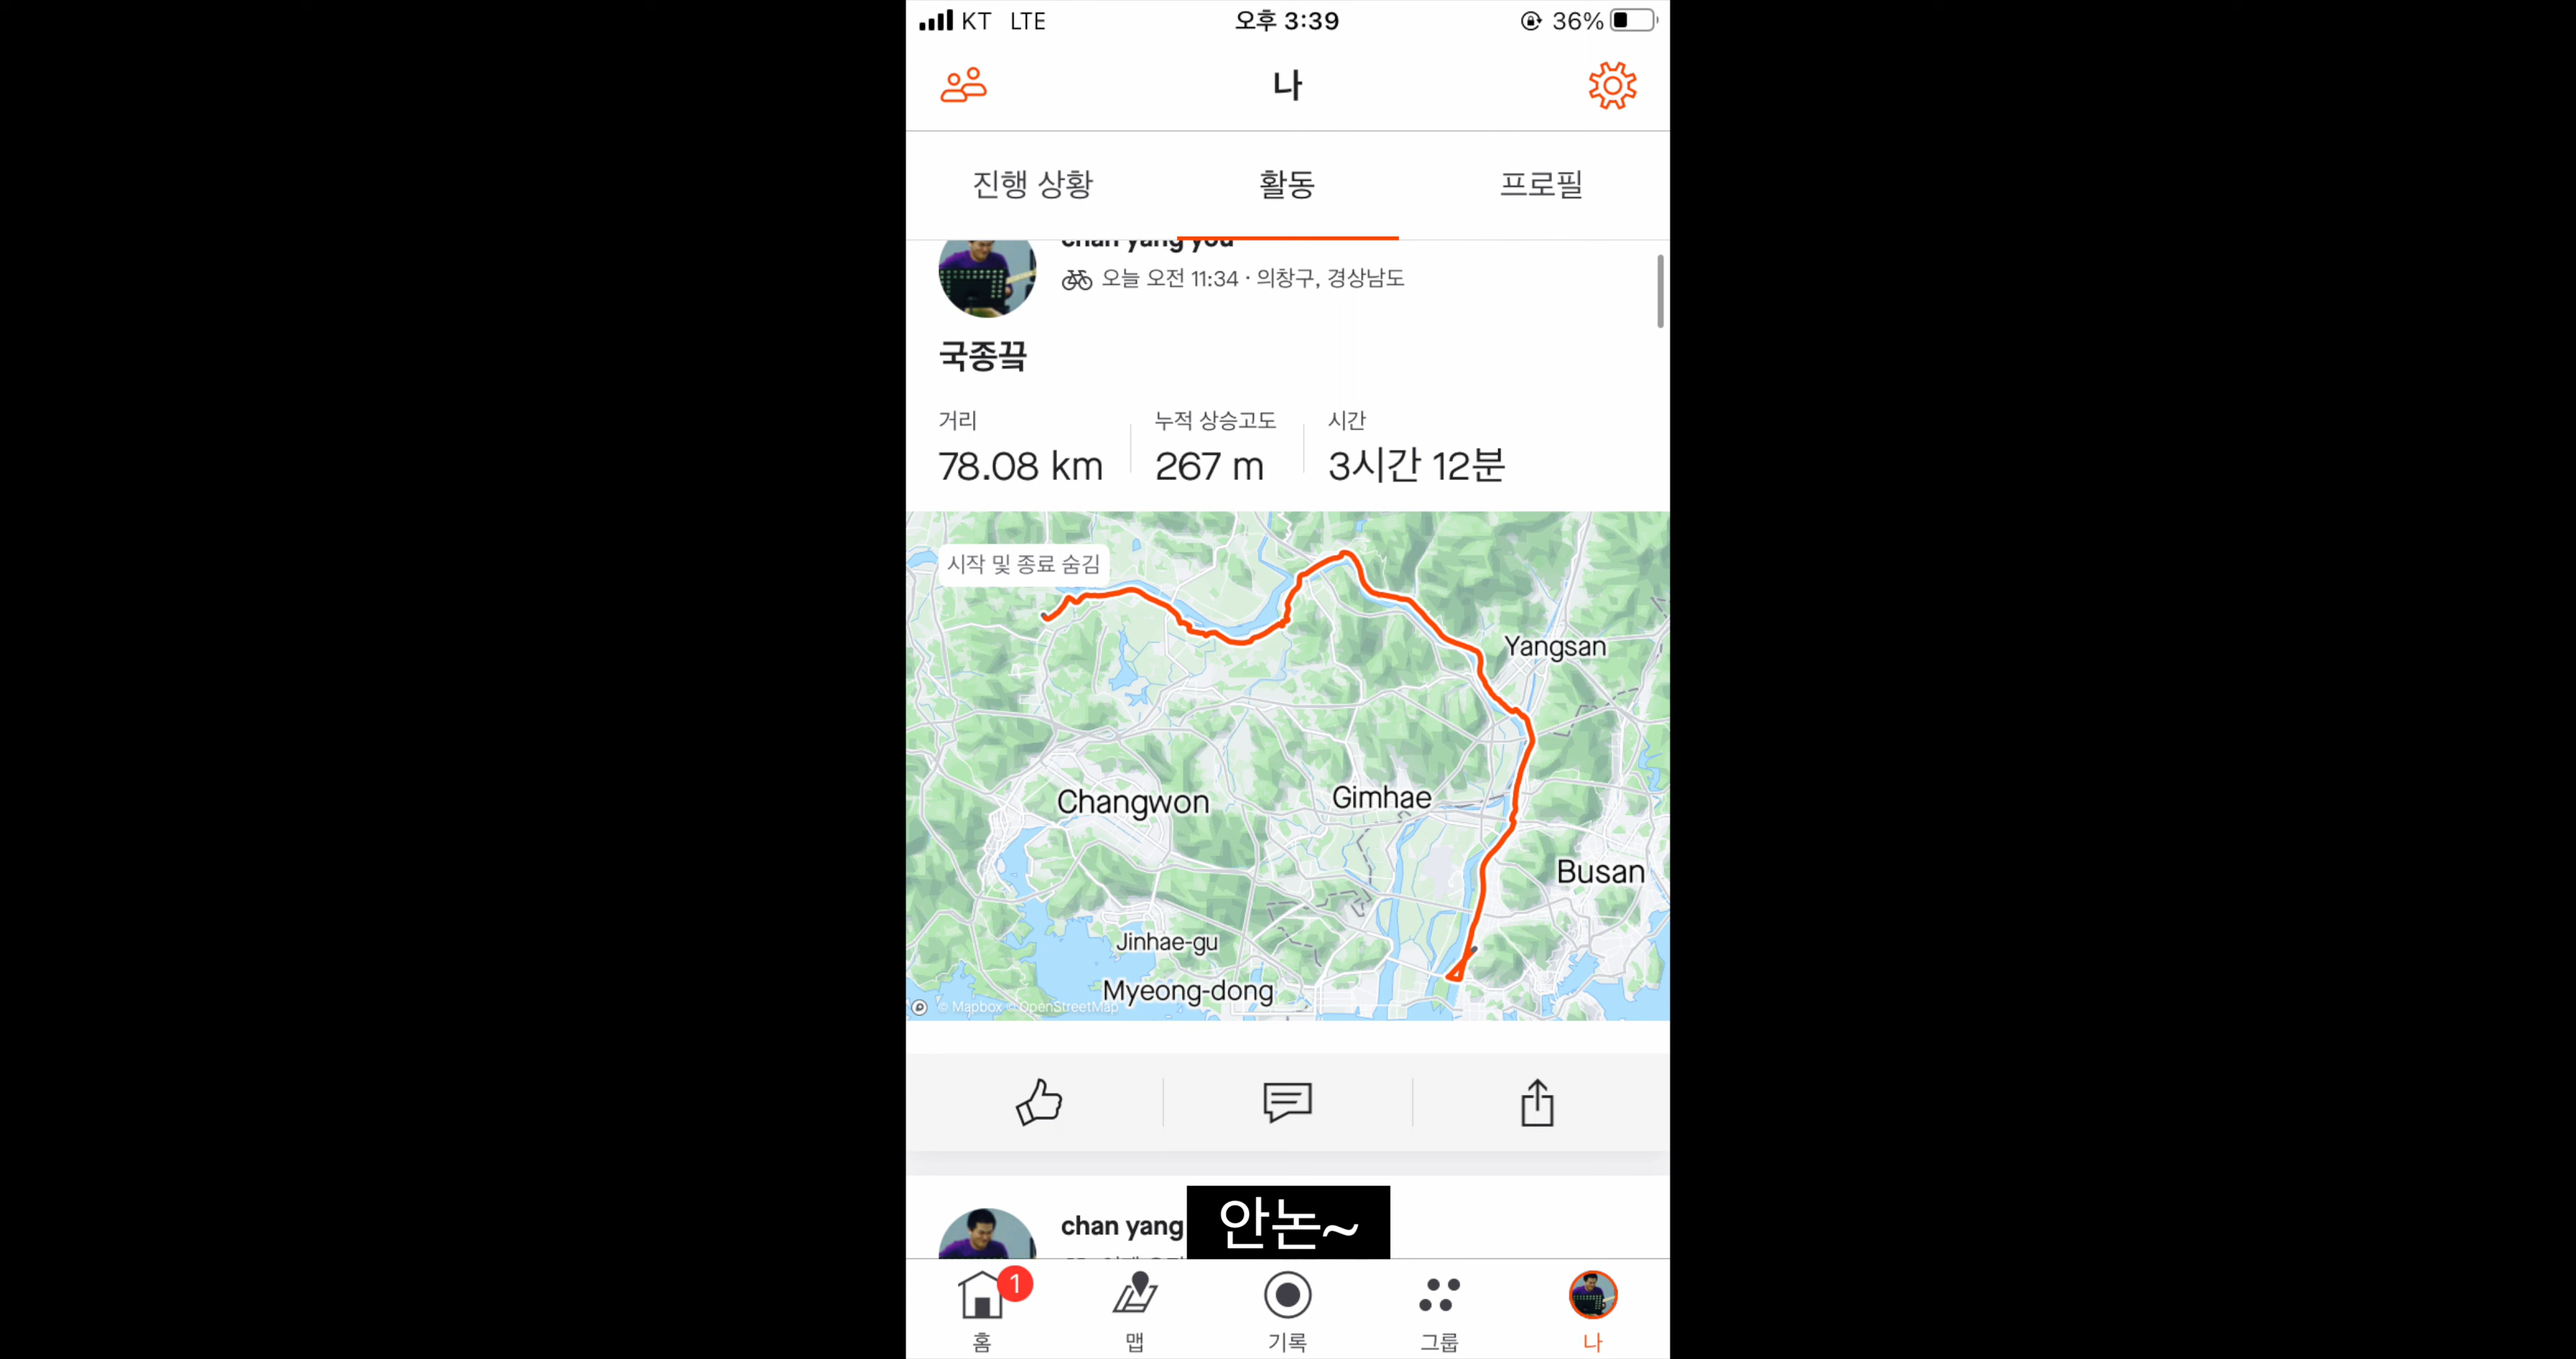 KT LTE 오후 3:39 36%
나
진행 상황 활동 프로필
chan yang you
오늘 오전 11:34 · 의창구, 경상남도
국종끜
거리 누적 상승고도 시간
78.08 km 267 m 3시간 12분
시작 및 종료 숨김
Yangsan
Changwon
Gimhae
Busan
Jinhae-gu
Myeong-dong
© Mapbox © OpenStreetMap
chan yang
안논~
1
홈 맵 기록 그룹 나